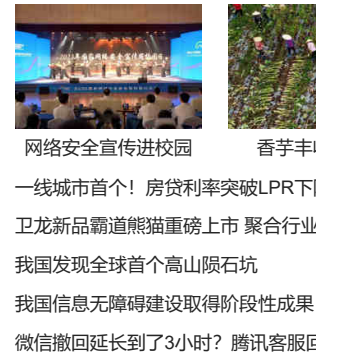 网络安全宣传进校园
香芋丰
一线城市首个！房贷利率突破LPR下
卫龙新品霸道熊猫重磅上市 聚合行业
我国发现全球首个高山陨石坑
我国信息无障碍建设取得阶段性成果
微信撤回延长到了3小时？腾讯客服回